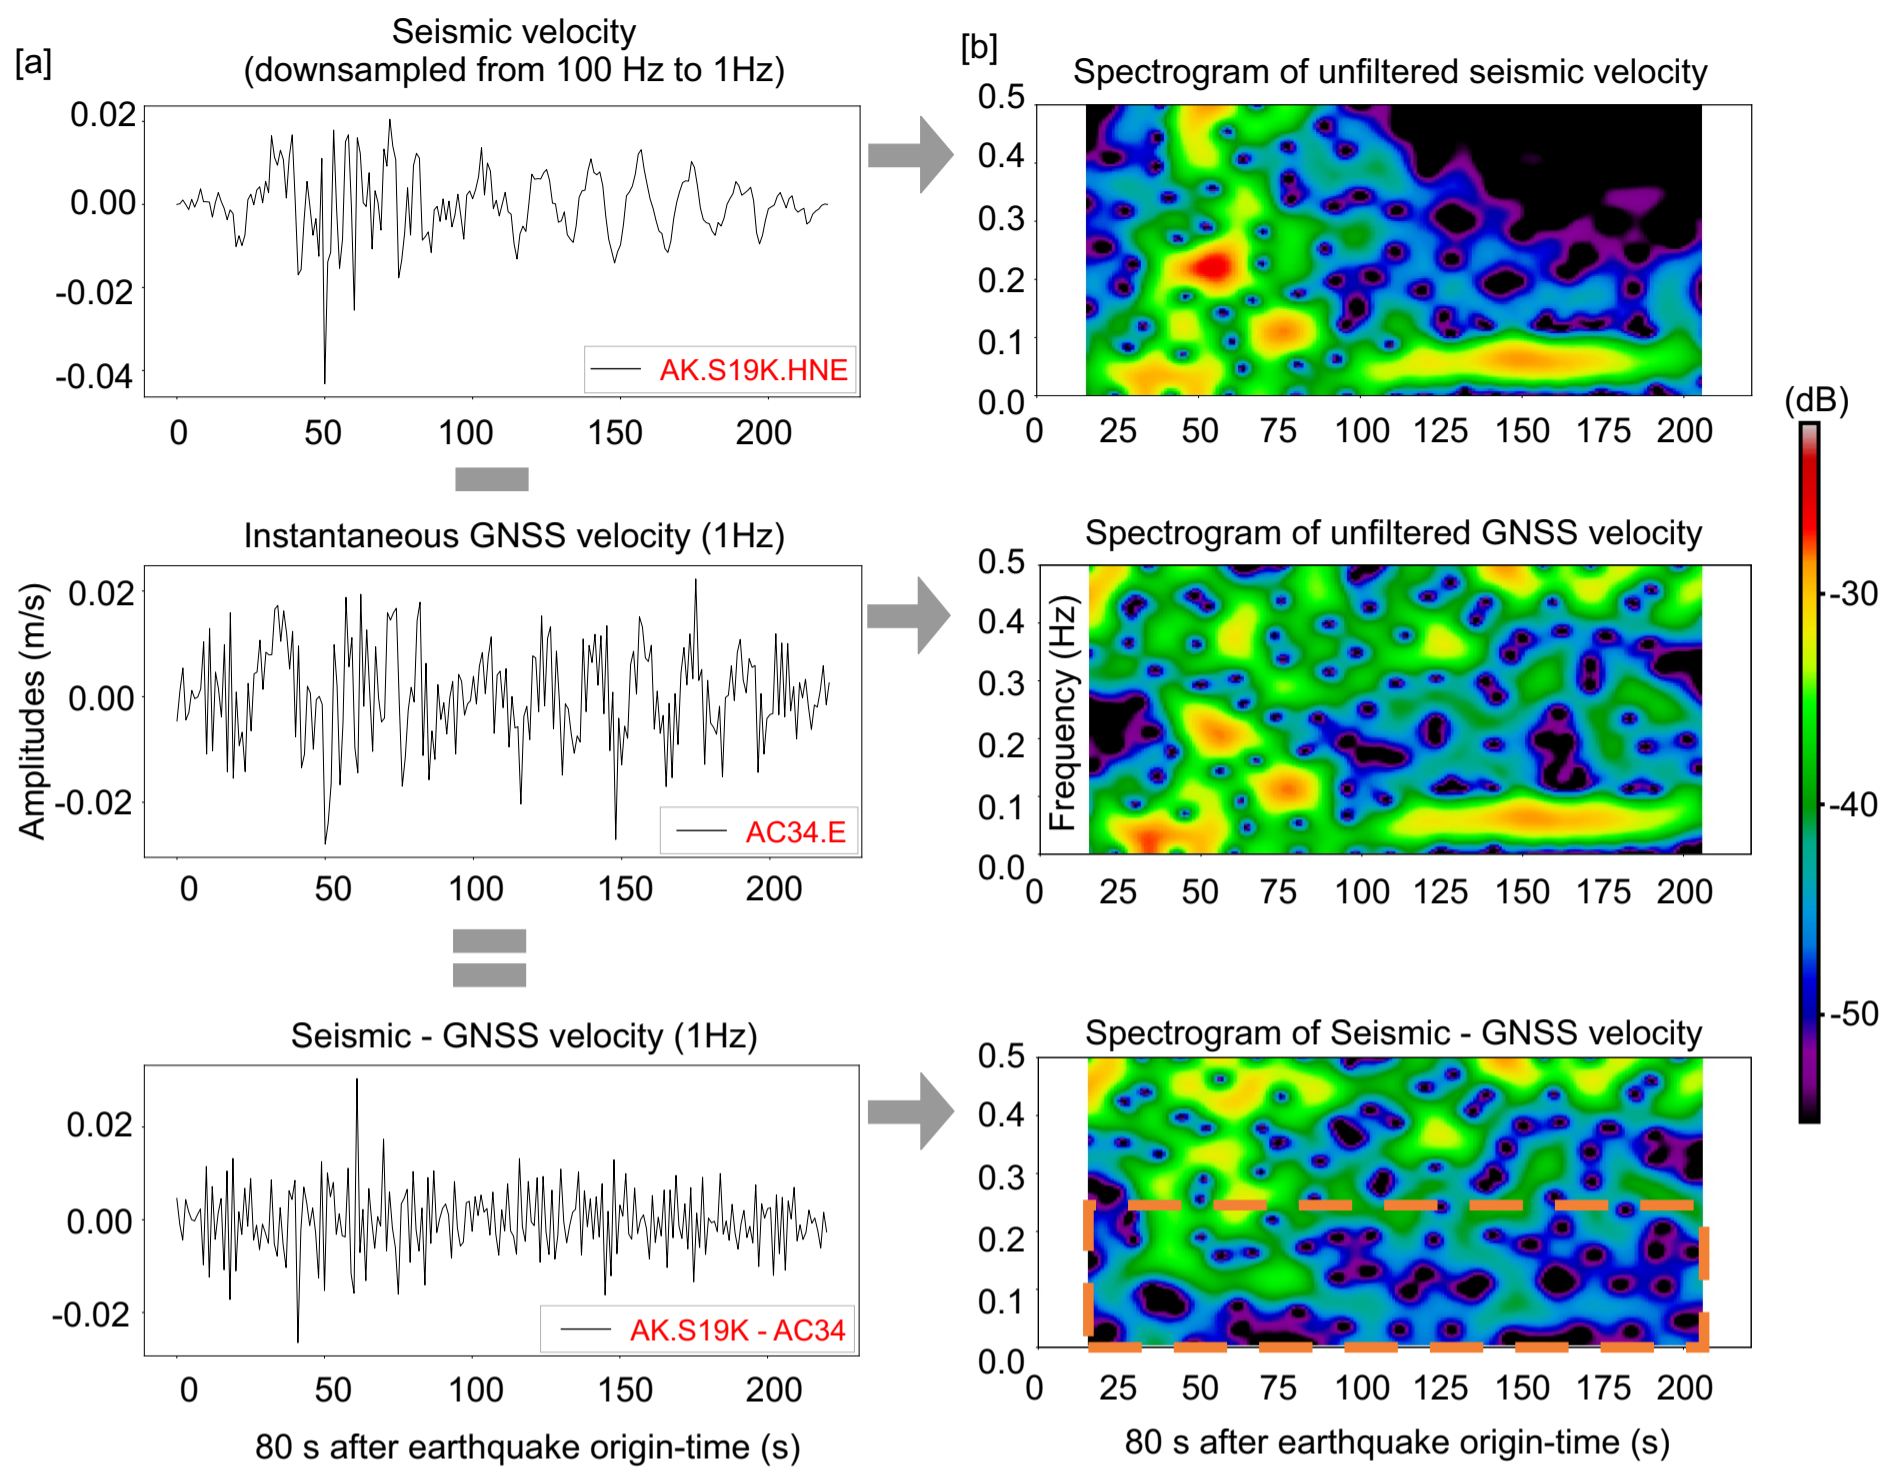 [a]
Seismic velocity
(downsampled from 100 Hz to 1Hz)
0.02
0.00
-0.02
-0.04
AK.S19K.HNE
0 50 100 150 200
[b]
Spectrogram of unfiltered seismic velocity
0.5
0.4
0.3
0.2
0.1
0.0
0 25 50 75 100 125 150 175 200
Instantaneous GNSS velocity (1Hz)
Amplitudes (m/s)
0.02
0.00
-0.02
AC34.E
0 50 100 150 200
Spectrogram of unfiltered GNSS velocity
Frequency (Hz)
0.5
0.4
0.3
0.2
0.1
0.0
0 25 50 75 100 125 150 175 200
Seismic - GNSS velocity (1Hz)
0.02
0.00
-0.02
AK.S19K - AC34
0 50 100 150 200
80 s after earthquake origin-time (s)
Spectrogram of Seismic - GNSS velocity
0.5
0.4
0.3
0.2
0.1
0.0
0 25 50 75 100 125 150 175 200
80 s after earthquake origin-time (s)
(dB)
-30
-40
-50